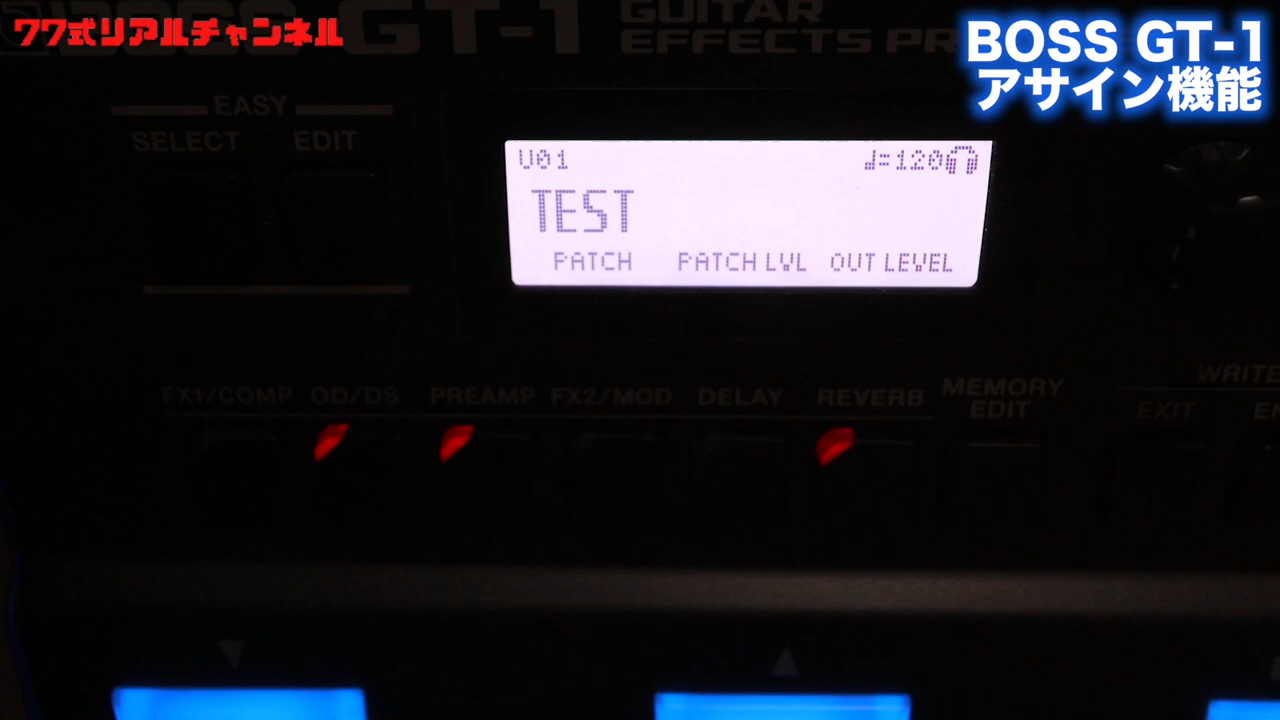 ワワ式リアルチャンネル
BOSS GT-1
アサイン機能
BOSS GT-1
GUITAR
EFFECTS
EASY
SELECT EDIT
U01 ♩=120
TEST
PATCH PATCH LVL OUT LEVEL
FX1/COMP OD/DS PREAMP FX2/MOD DELAY REVERB MEMORY EDIT
WRITE
EXIT